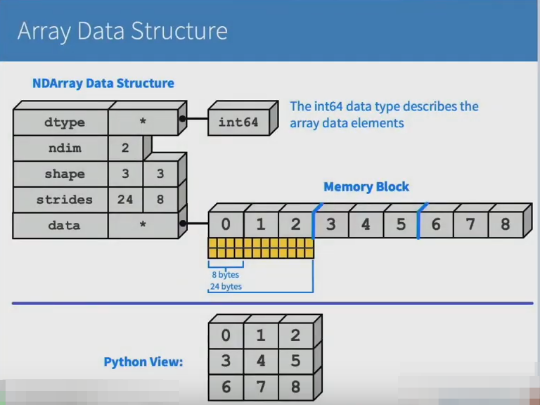 Array Data Structure
NDArray Data Structure
dtype *
int64
The int64 data type describes the
array data elements
ndim 2
shape 3 3
strides 24 8
Memory Block
data *
0 1 2 3 4 5 6 7 8
8 bytes
24 bytes
Python View:
0 1 2
3 4 5
6 7 8